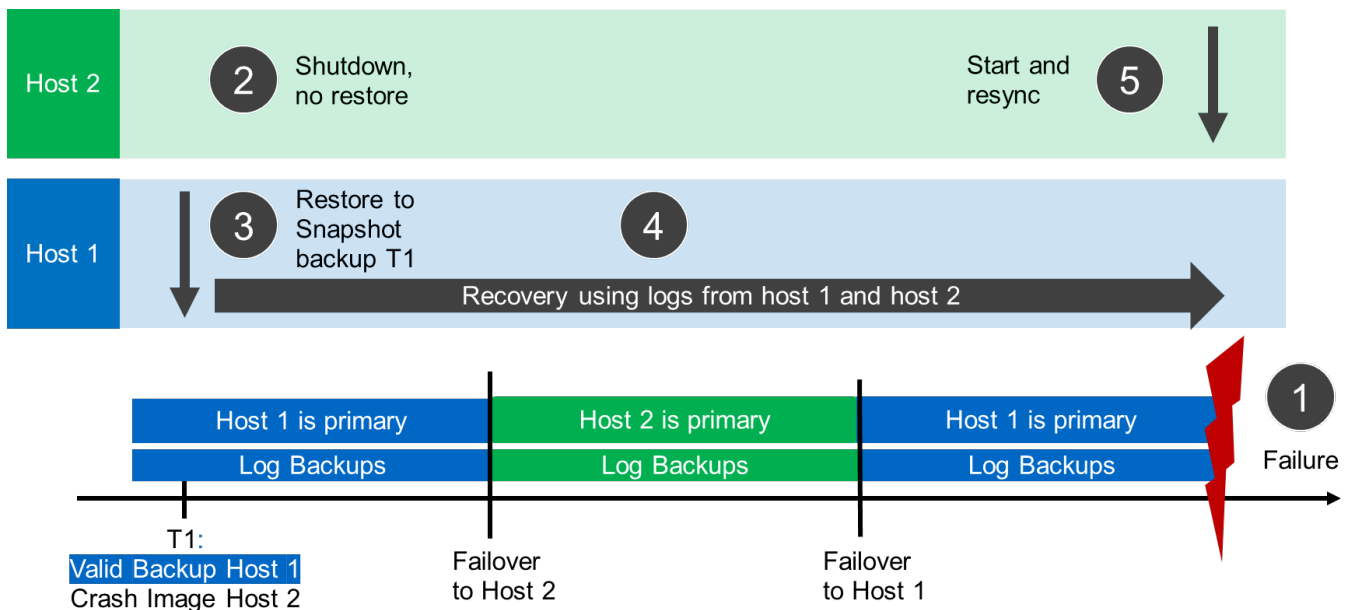 Host 2
2
Shutdown,
no restore
Start and
resync
5
Host 1
3
Restore to
Snapshot
backup T1
4
Recovery using logs from host 1 and host 2
Host 1 is primary
Host 2 is primary
Host 1 is primary
Log Backups
Log Backups
Log Backups
1
Failure
T1:
Valid Backup Host 1
Crash Image Host 2
Failover
to Host 2
Failover
to Host 1